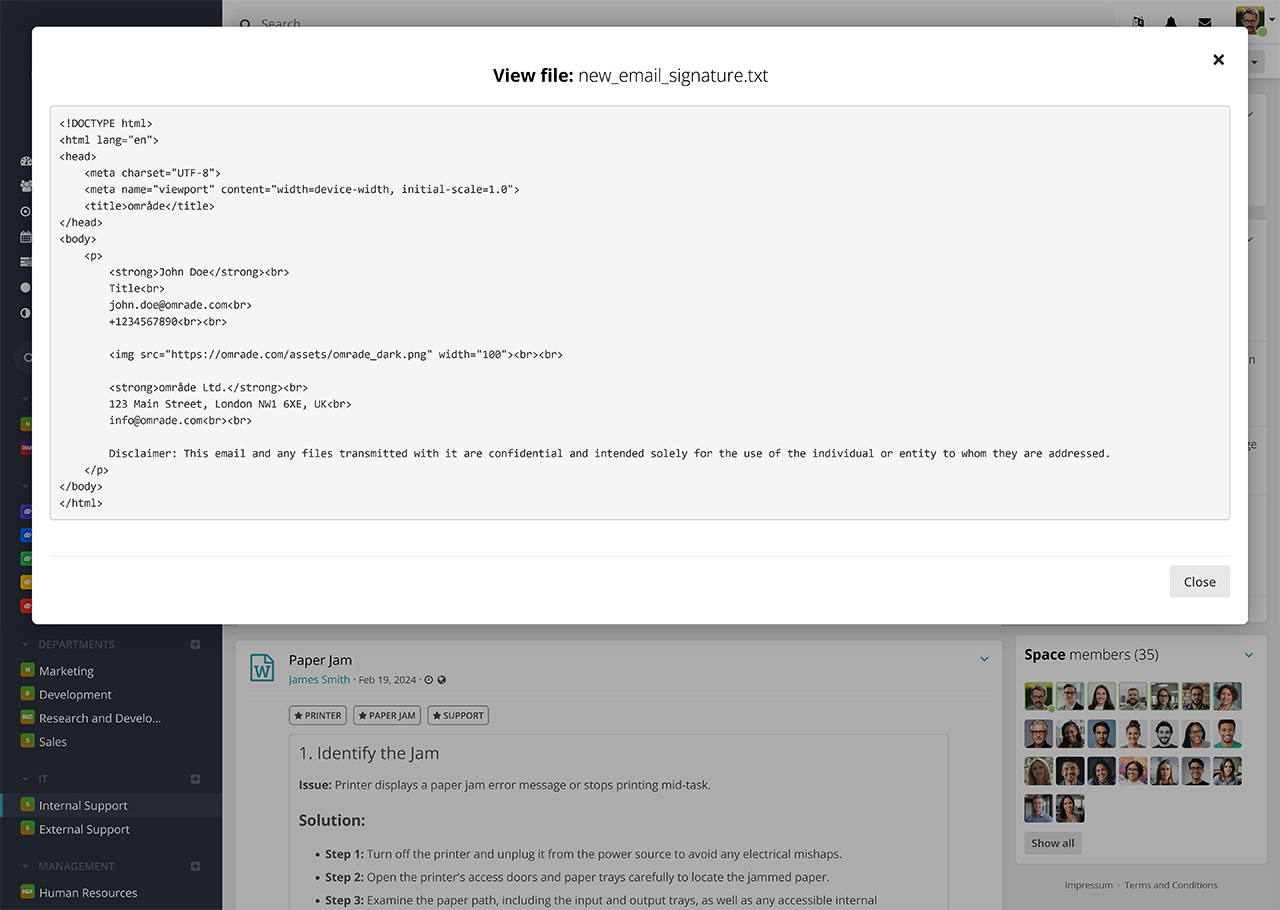 Search
View file: new_email_signature.txt
<!DOCTYPE html>
<html lang="en">
<head>
    <meta charset="UTF-8">
    <meta name="viewport" content="width=device-width, initial-scale=1.0">
    <title>område</title>
</head>
<body>
    <p>
        <strong>John Doe</strong><br>
        Title<br>
        john.doe@omrade.com<br>
        +1234567890<br><br>
        <img src="https://omrade.com/assets/omrade_dark.png" width="100"><br><br>
        <strong>område Ltd.</strong><br>
        123 Main Street, London NW1 6XE, UK<br>
        info@omrade.com<br><br>
        Disclaimer: This email and any files transmitted with it are confidential and intended solely for the use of the individual or entity to whom they are addressed.
    </p>
</body>
</html>
Close
DEPARTMENTS
Marketing
Development
Research and Develo...
Sales
IT
Internal Support
External Support
MANAGEMENT
Human Resources
Paper Jam
James Smith · Feb 19, 2024 ·
PRINTER
PAPER JAM
SUPPORT
1. Identify the Jam
Issue: Printer displays a paper jam error message or stops printing mid-task.
Solution:
• Step 1: Turn off the printer and unplug it from the power source to avoid any electrical mishaps.
• Step 2: Open the printer's access doors and paper trays carefully to locate the jammed paper.
• Step 3: Examine the paper path, including the input and output trays, as well as any accessible internal
Space members (35)
Show all
Impressum · Terms and Conditions